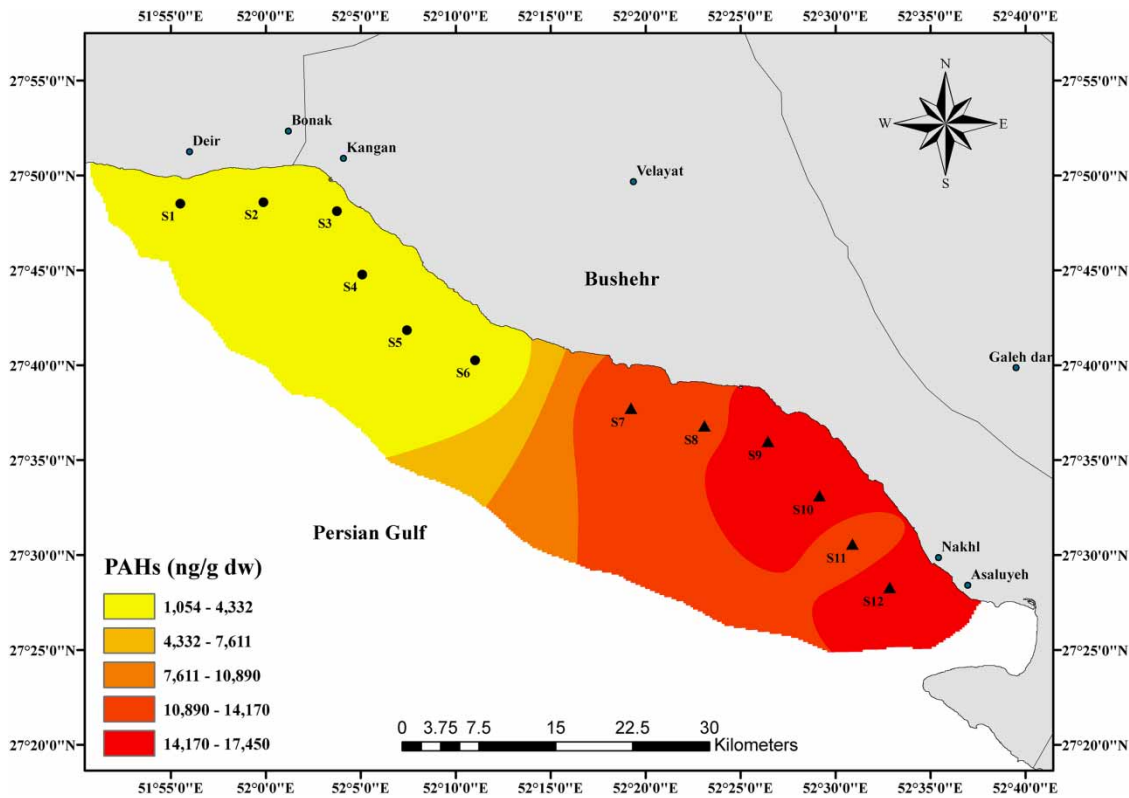 51°55'0"E 52°0'0"E 52°5'0"E 52°10'0"E 52°15'0"E 52°20'0"E 52°25'0"E 52°30'0"E 52°35'0"E 52°40'0"E
27°55'0"N 27°55'0"N
N
W E
S
Bonak
Deir
Kangan
27°50'0"N 27°50'0"N
Velayat
S1 S2 S3
27°45'0"N 27°45'0"N
S4
Bushehr
S5
27°40'0"N 27°40'0"N
S6
Galeh dar
S7 S8
27°35'0"N 27°35'0"N
S9
S10
Persian Gulf
27°30'0"N 27°30'0"N
S11
Nakhl
Asaluyeh
S12
27°25'0"N 27°25'0"N
27°20'0"N 27°20'0"N
PAHs (ng/g dw)
1,054 - 4,332
4,332 - 7,611
7,611 - 10,890
10,890 - 14,170
14,170 - 17,450
0 3.75 7.5 15 22.5 30
Kilometers
51°55'0"E 52°0'0"E 52°5'0"E 52°10'0"E 52°15'0"E 52°20'0"E 52°25'0"E 52°30'0"E 52°35'0"E 52°40'0"E